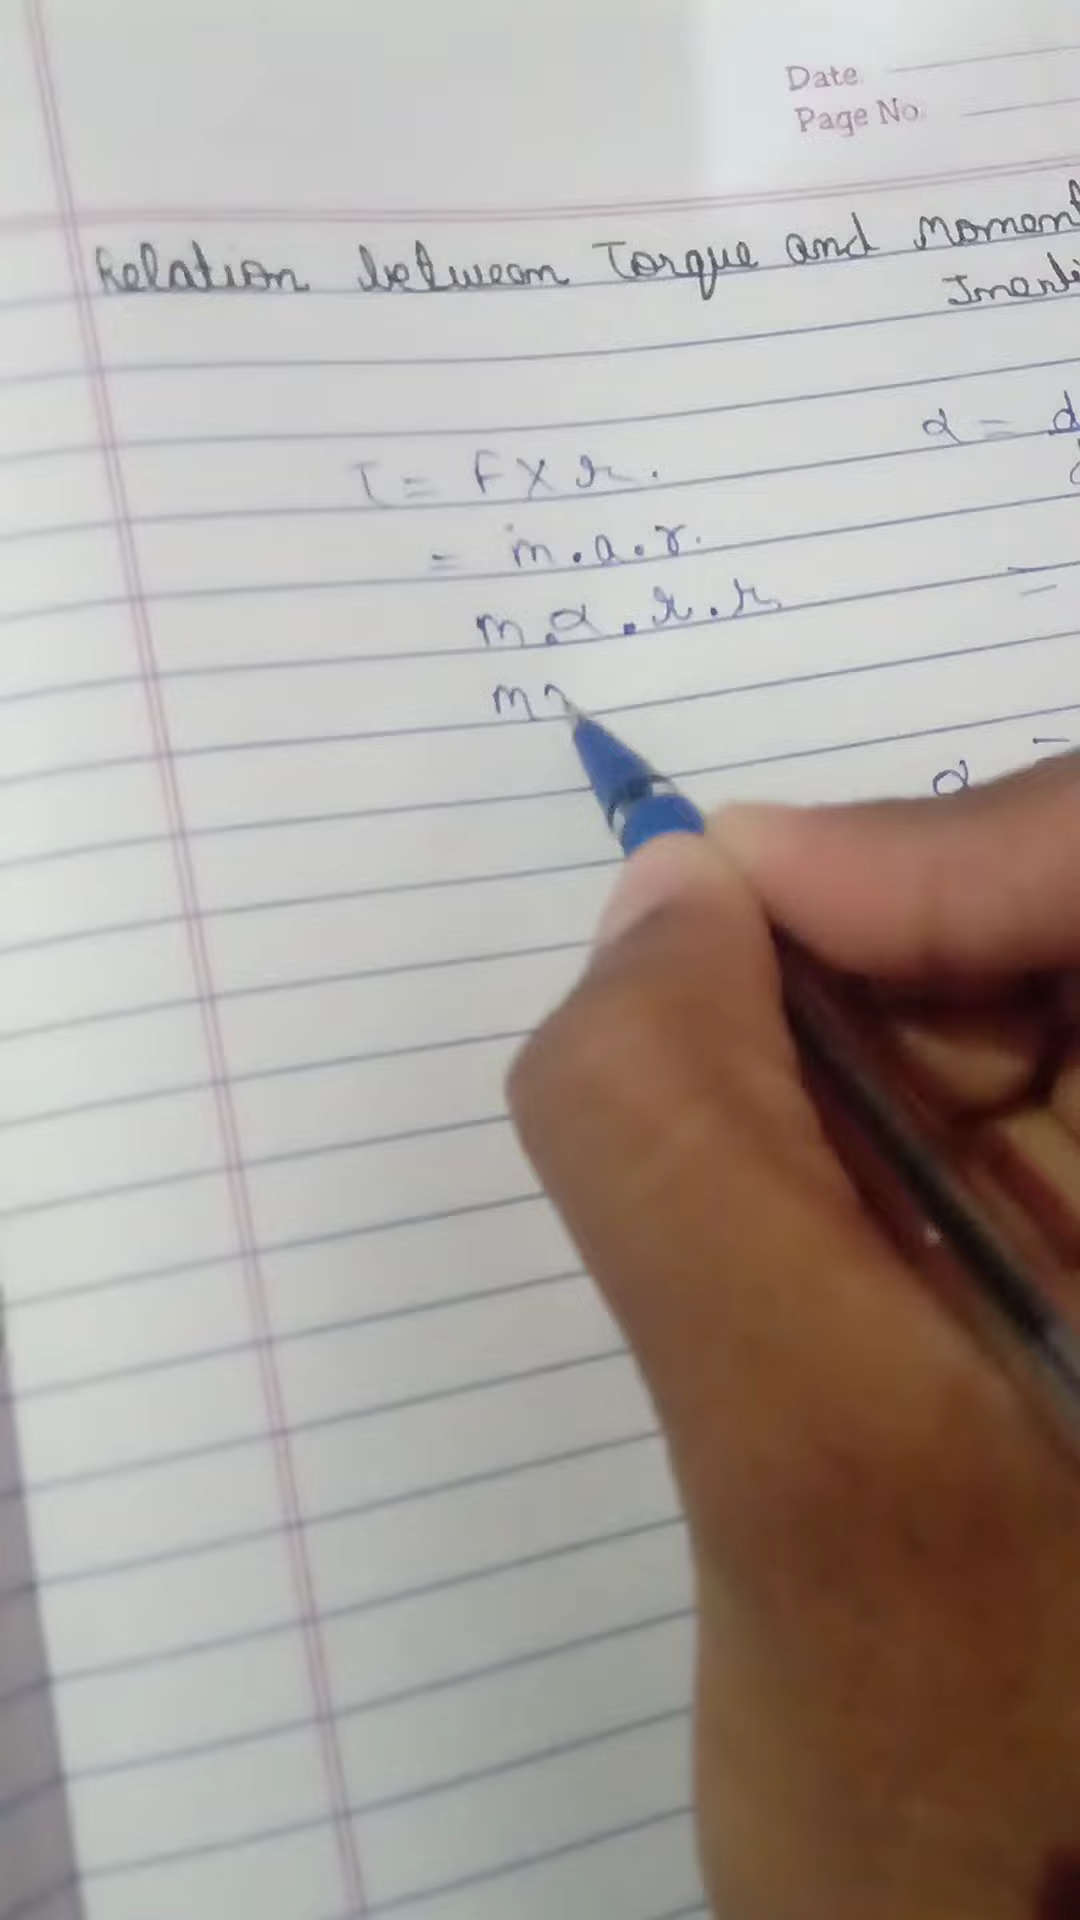 Date
Page No.
Relation between Torque and Moment
Inerti
τ = F × r.
α = d
= m.a.r.
m.α.r.r.
=
m r
α =